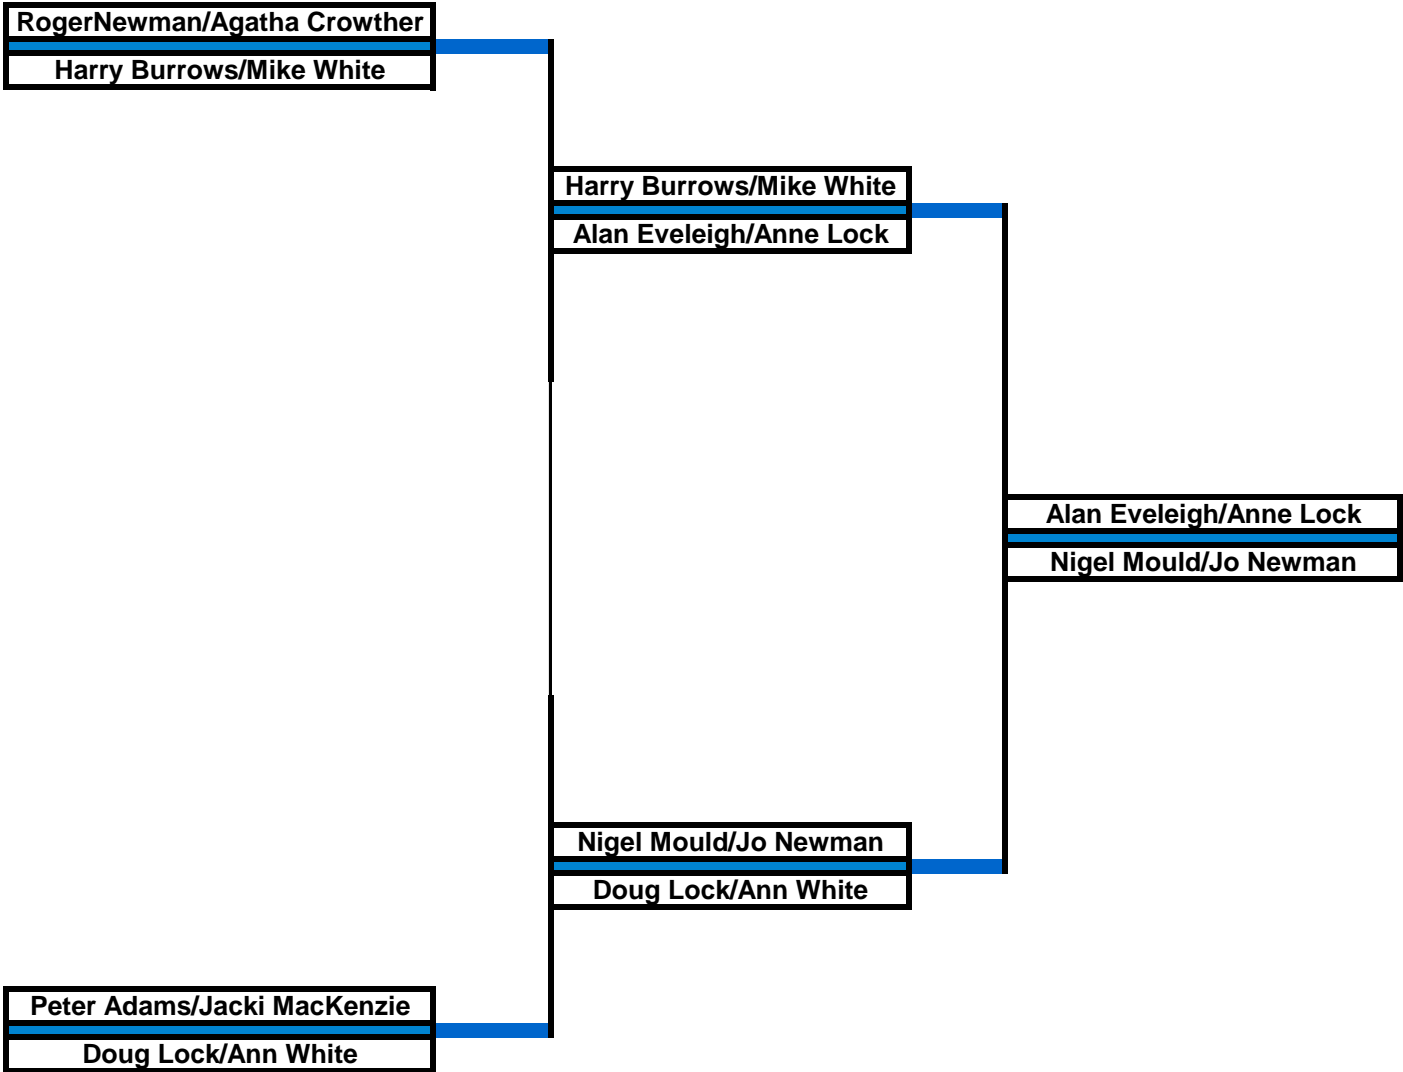 RogerNewman/Agatha Crowther
Harry Burrows/Mike White
Harry Burrows/Mike White
Alan Eveleigh/Anne Lock
Alan Eveleigh/Anne Lock
Nigel Mould/Jo Newman
Nigel Mould/Jo Newman
Doug Lock/Ann White
Peter Adams/Jacki MacKenzie
Doug Lock/Ann White